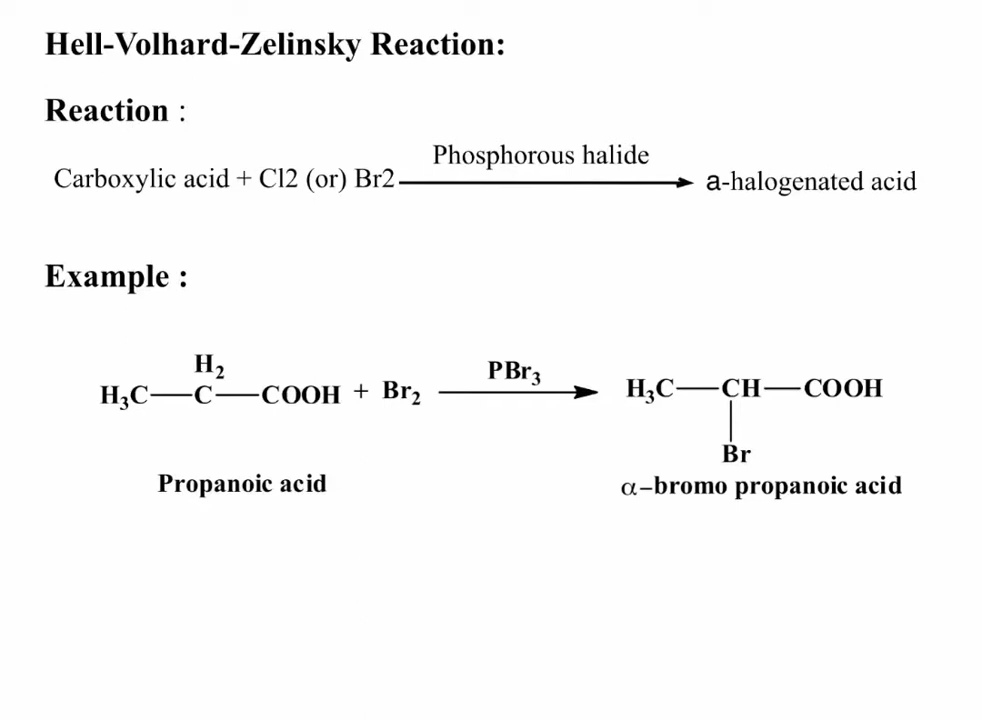 Hell-Volhard-Zelinsky Reaction:
Reaction :
Phosphorous halide
Carboxylic acid + Cl2 (or) Br2 a-halogenated acid
Example :
H₂ PBr₃
H₃C—C—COOH + Br₂ H₃C—CH—COOH
Br
Propanoic acid α–bromo propanoic acid